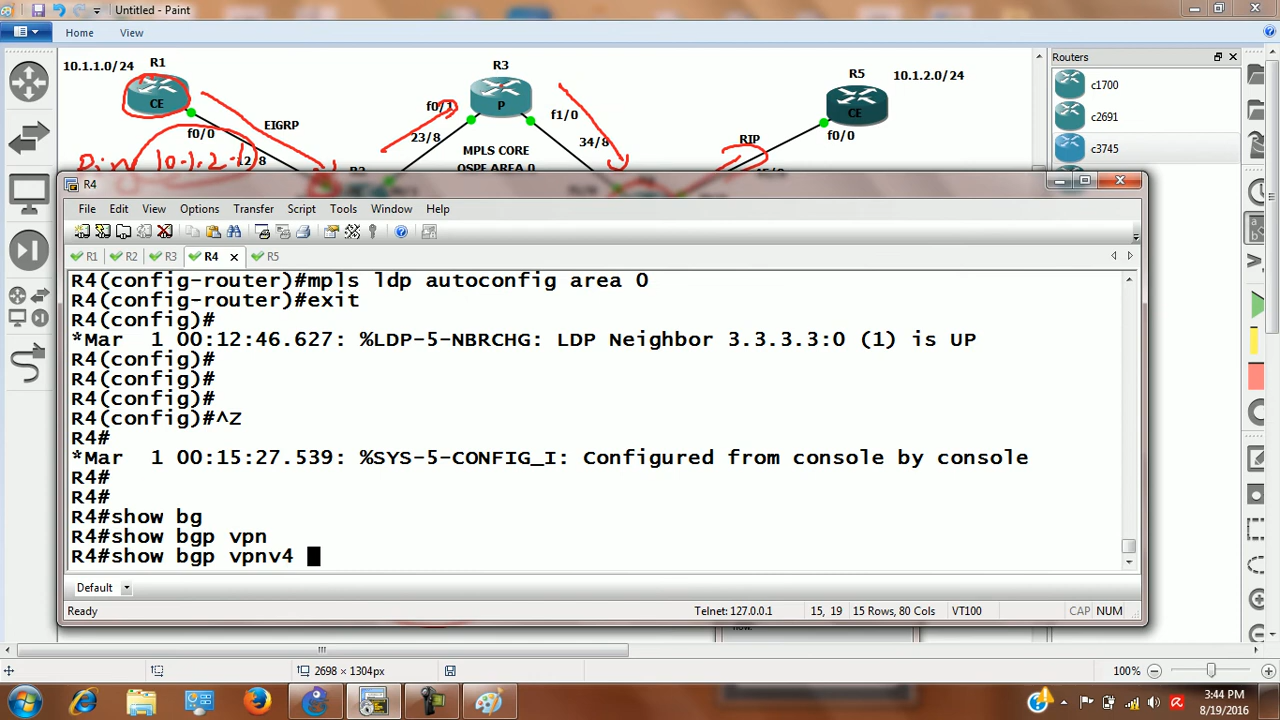 Untitled - Paint
Home View
10.1.1.0/24 R1
CE
f0/0
EIGRP
Ping 10.1.2.1
12/8
R3
P
f0/1
f1/0
23/8
34/8
MPLS CORE
OSPF AREA 0
R5
10.1.2.0/24
CE
f0/0
RIP
Routers
c1700
c2691
c3745
R4
File Edit View Options Transfer Script Tools Window Help
R1 R2 R3 R4 R5
R4(config-router)#mpls ldp autoconfig area 0
R4(config-router)#exit
R4(config)#
*Mar 1 00:12:46.627: %LDP-5-NBRCHG: LDP Neighbor 3.3.3.3:0 (1) is UP
R4(config)#
R4(config)#
R4(config)#
R4(config)#^Z
R4#
*Mar 1 00:15:27.539: %SYS-5-CONFIG_I: Configured from console by console
R4#
R4#
R4#show bg
R4#show bgp vpn
R4#show bgp vpnv4
Default
Ready Telnet: 127.0.0.1 15, 19 15 Rows, 80 Cols VT100 CAP NUM
2698 × 1304px 100%
3:44 PM
8/19/2016